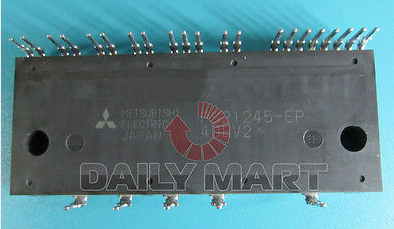 MITSUBISHI
ELECTRIC
JAPAN
21245-EP
V2
DAILY MART